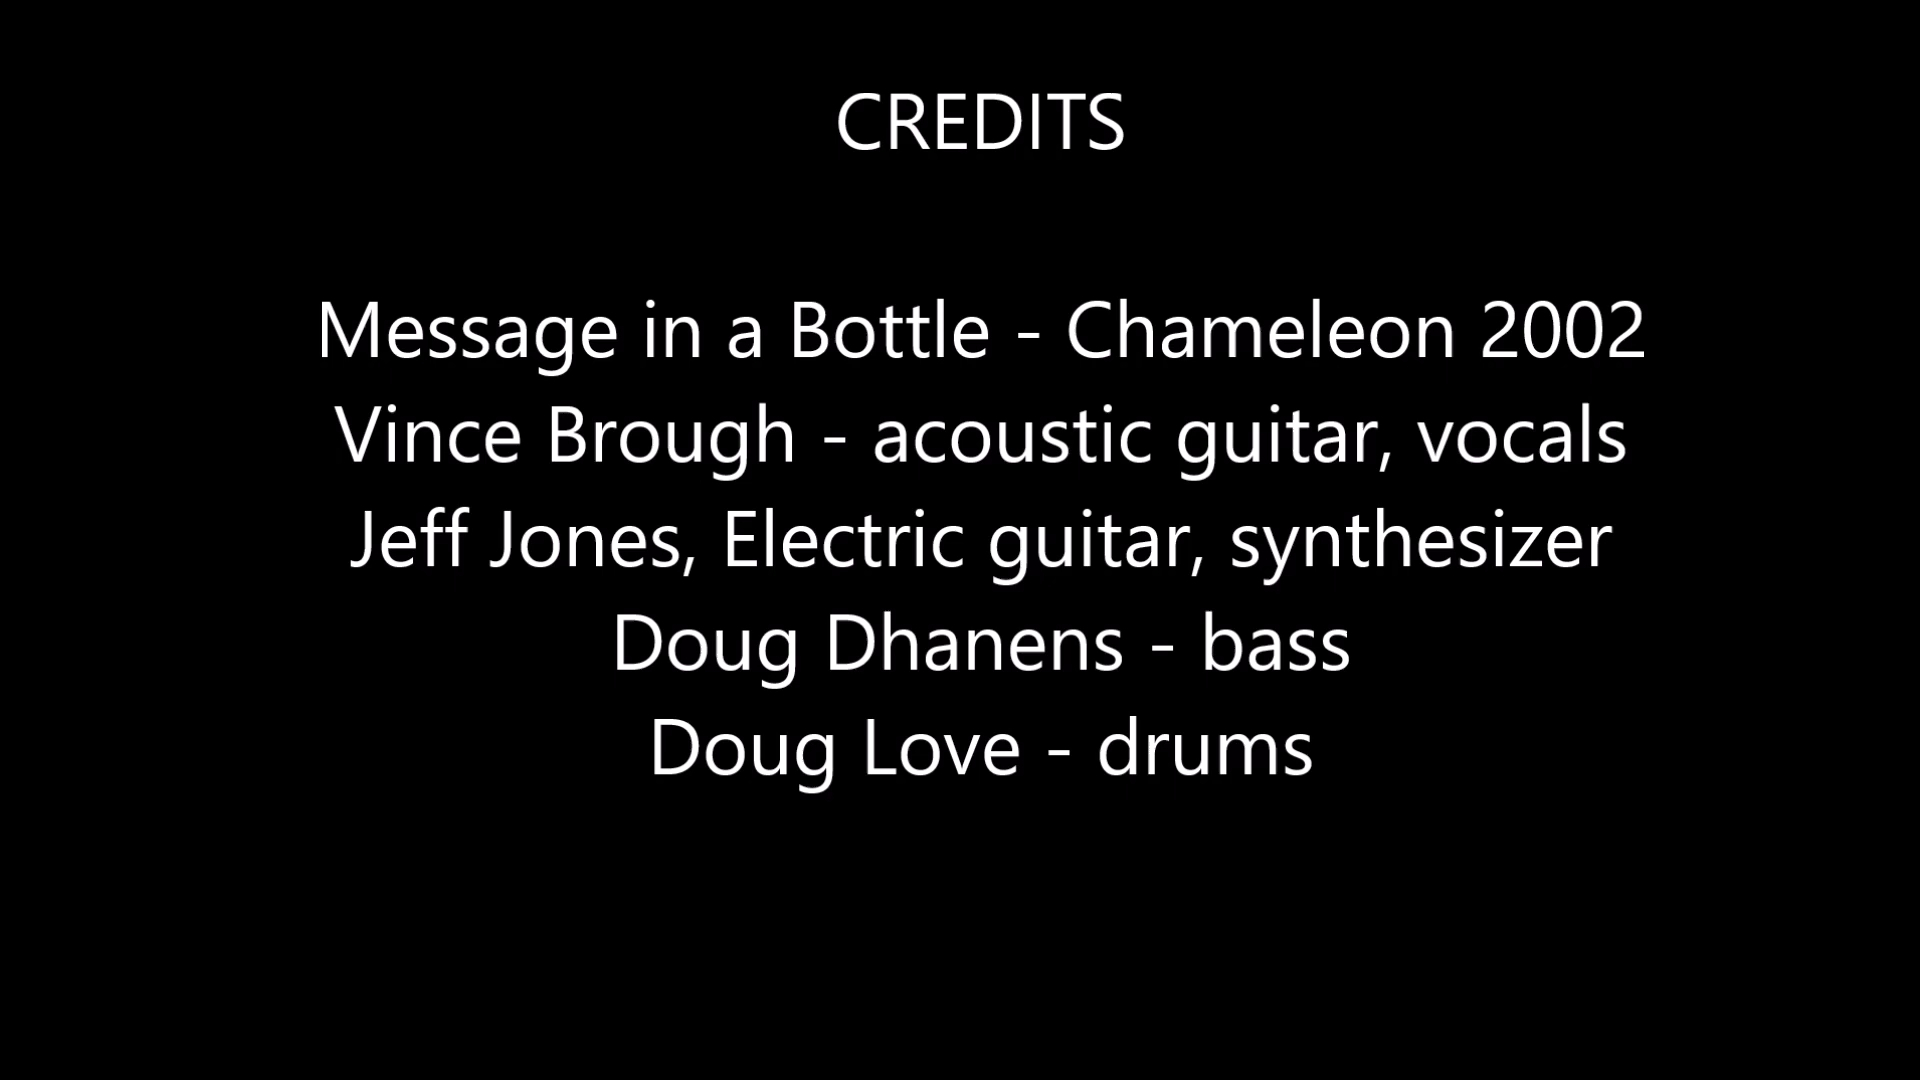 CREDITS
Message in a Bottle - Chameleon 2002
Vince Brough - acoustic guitar, vocals
Jeff Jones, Electric guitar, synthesizer
Doug Dhanens - bass
Doug Love - drums